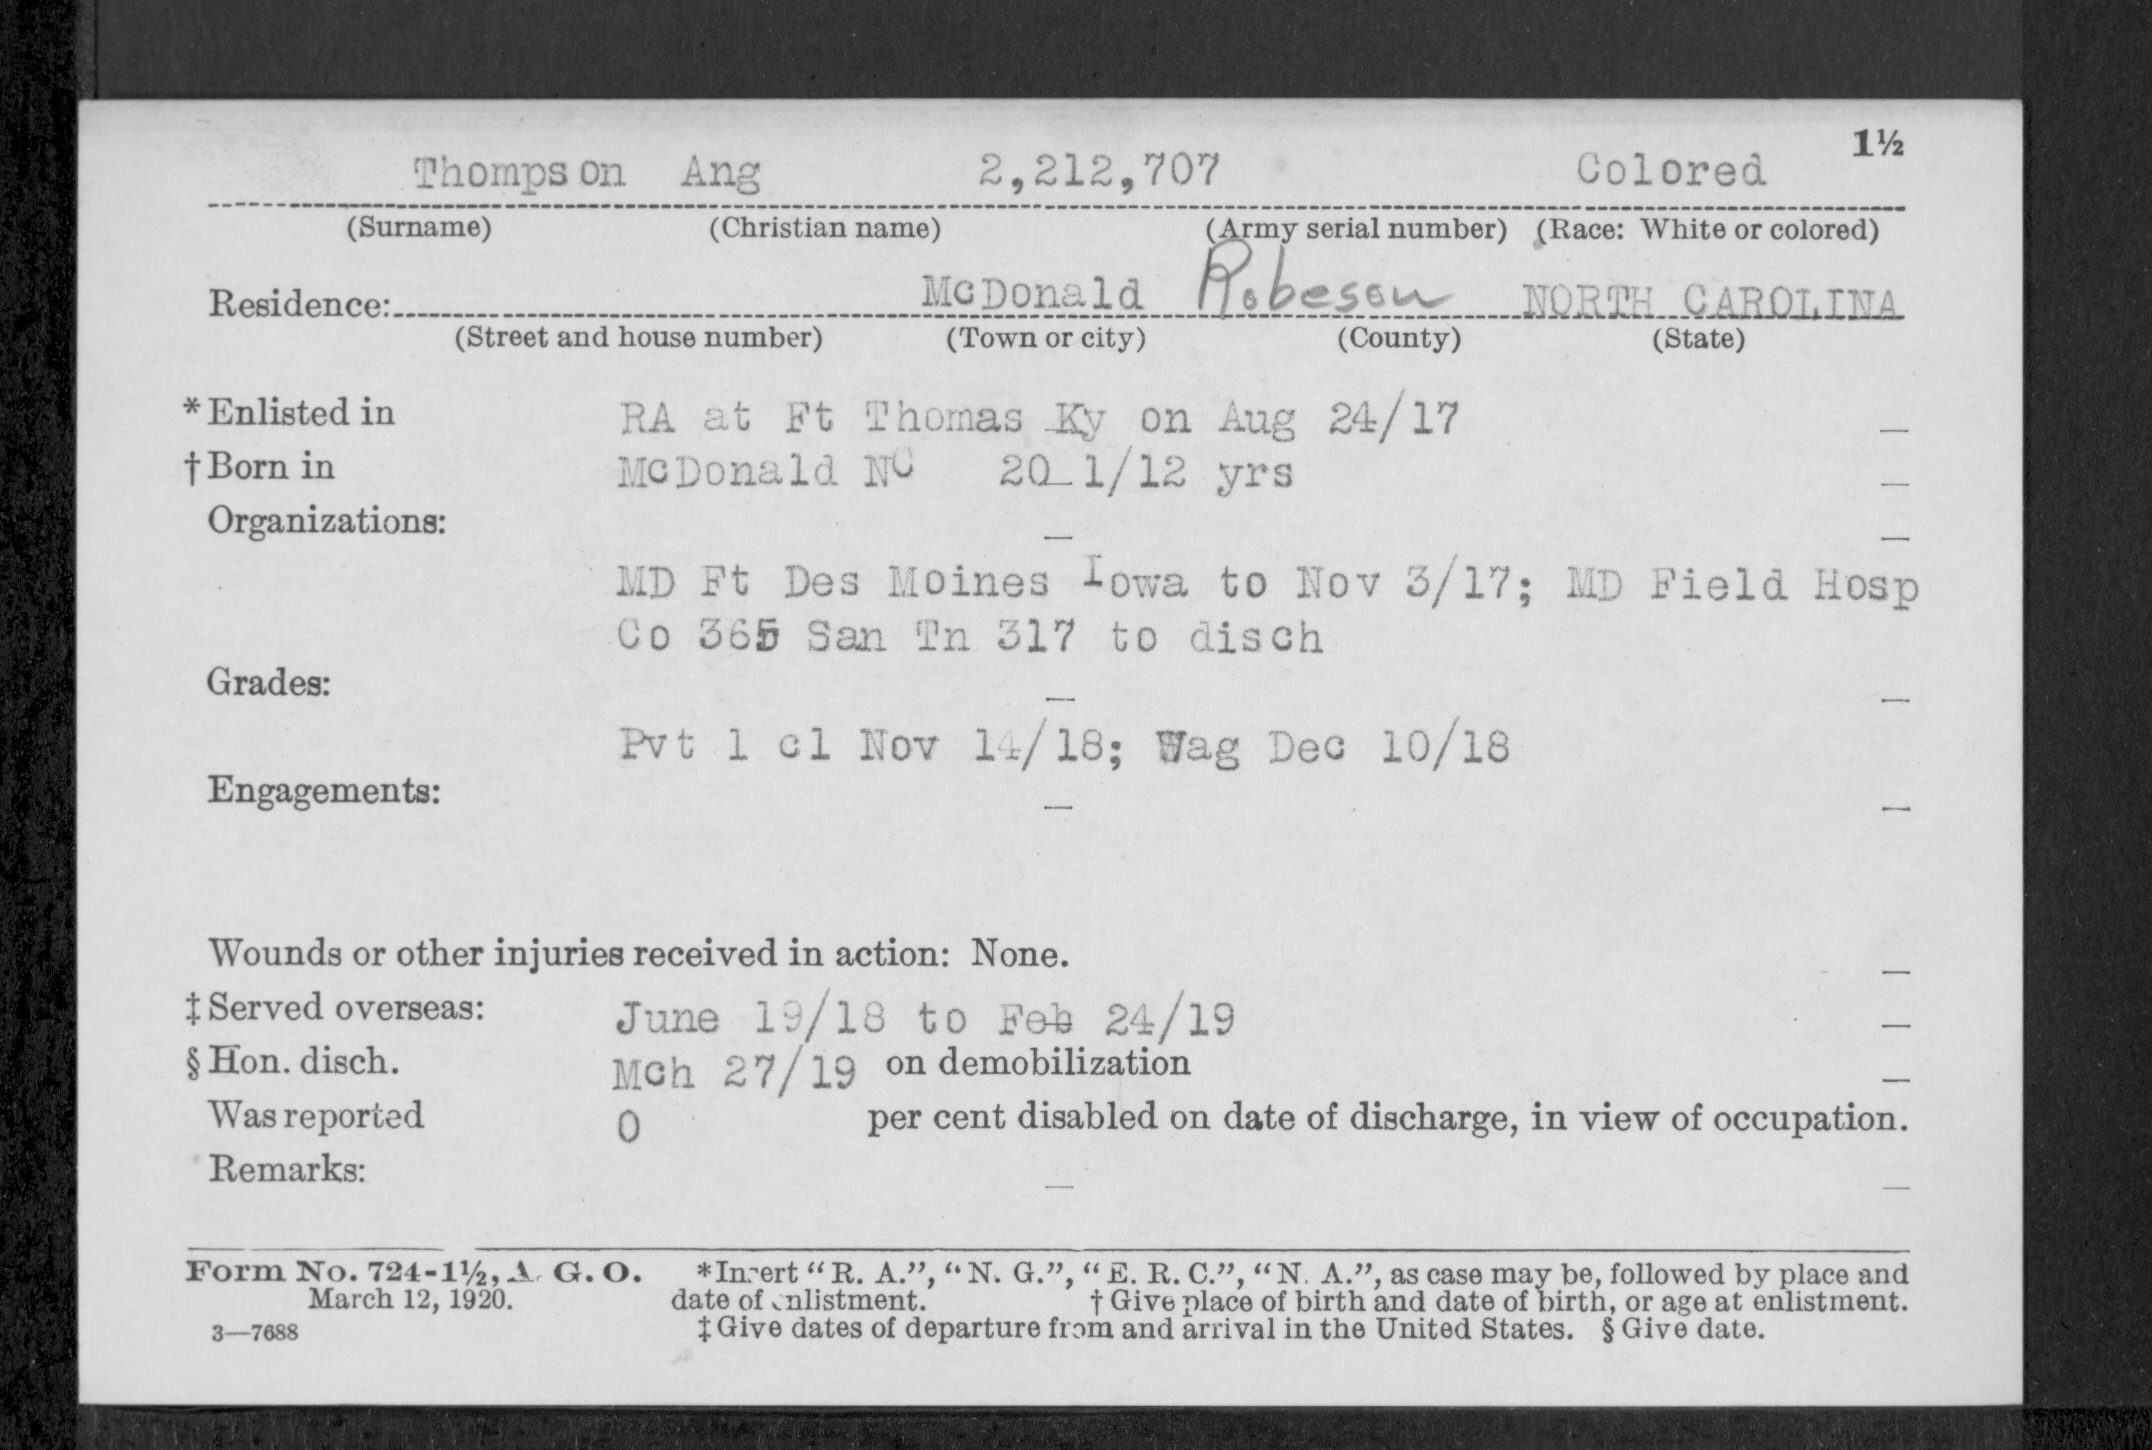 1½
Thompson Ang 2,212,707 Colored
(Surname) (Christian name) (Army serial number) (Race: White or colored)
Residence: McDonald Robeson NORTH CAROLINA
(Street and house number) (Town or city) (County) (State)
*Enlisted in RA at Ft Thomas Ky on Aug 24/17
†Born in McDonald NC 20 1/12 yrs
Organizations:
MD Ft Des Moines Iowa to Nov 3/17; MD Field Hosp
Co 365 San Tn 317 to disch
Grades:
Pvt 1 cl Nov 14/18; Wag Dec 10/18
Engagements:
Wounds or other injuries received in action: None.
‡Served overseas: June 19/18 to Feb 24/19
§Hon. disch. Mch 27/19 on demobilization
Was reported 0 per cent disabled on date of discharge, in view of occupation.
Remarks:
Form No. 724-1½, A. G. O. *Insert "R. A.", "N. G.", "E. R. C.", "N. A.", as case may be, followed by place and
March 12, 1920. date of enlistment. †Give place of birth and date of birth, or age at enlistment.
3—7688 ‡Give dates of departure from and arrival in the United States. §Give date.